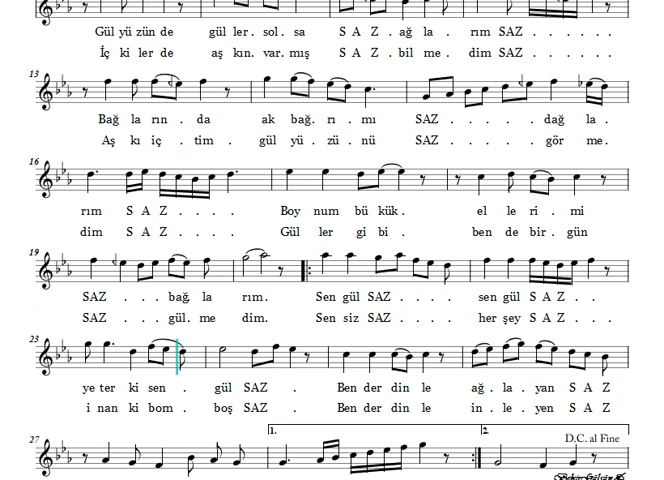 Gül yü zün de gül ler. sol. sa S A Z . ağ la . rım SAZ . . . . . .
İç ki ler de aş kın. var. mış S A Z . bil me . dim SAZ . . . . . .
13
Bağ la rın . da ak bağ. rı . mı SAZ . . . . dağ la .
Aş kı iç . tim . gül yü . zü . nü SAZ . . . . gör me .
16
rım S A Z . . . . Boy num bü kük . el le ri . mi
dim S A Z . . . . Gül ler gi bi . ben de bir . gün
19
SAZ . . . bağ. la rım. Sen gül SAZ . . . . sen gül S A Z . .
SAZ . . . gül. me dim. Sen siz SAZ . . . . her şey S A Z . .
23
ye ter ki sen . gül SAZ . . Ben der din le ağ . la . yan S A Z
i nan ki bom . boş SAZ . . Ben der din le in . le . yen S A Z
27
1.
2.
D.C. al Fine